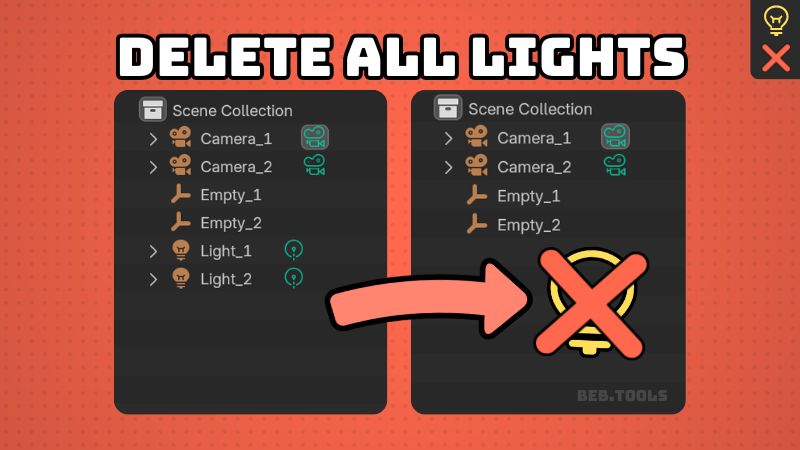 DELETE ALL LIGHTS
Scene Collection
Camera_1
Camera_2
Empty_1
Empty_2
Light_1
Light_2
Scene Collection
Camera_1
Camera_2
Empty_1
Empty_2
BEB.TOOLS